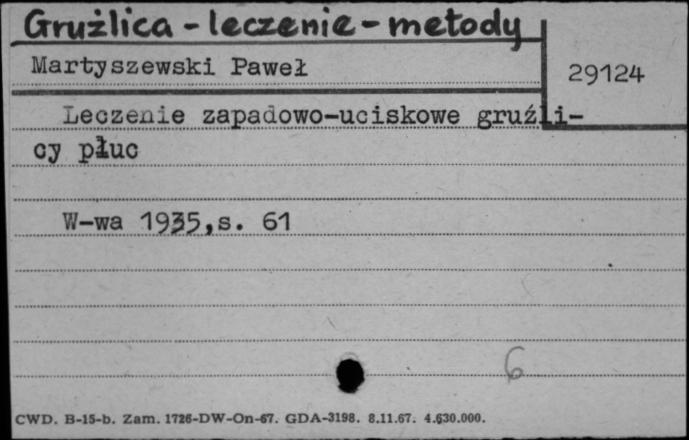 Gruźlica - leczenie - metody
Martyszewski Paweł
29124
Leczenie zapadowo-uciskowe gruźli-
cy płuc
W-wa 1935,s. 61
6
CWD. B-15-b. Zam. 1726-DW-On-67. GDA-3198. 8.11.67. 4.630.000.